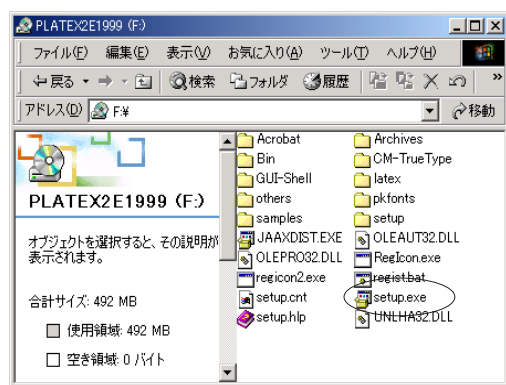 PLATEX2E1999 (F:)
ファイル(F) 編集(E) 表示(V) お気に入り(A) ツール(T) ヘルプ(H)
戻る 検索 フォルダ 履歴 »
アドレス(D) F:¥ 移動
PLATEX2E1999 (F:)
オブジェクトを選択すると、その説明が
表示されます。
合計サイズ: 492 MB
使用領域: 492 MB
空き領域: 0 バイト
Acrobat Archives
Bin CM-TrueType
GUI-Shell latex
others pkfonts
samples setup
JAAXDIST.EXE OLEAUT32.DLL
OLEPRO32.DLL RegIcon.exe
regicon2.exe regist.bat
setup.cnt setup.exe
setup.hlp UNLHA32.DLL